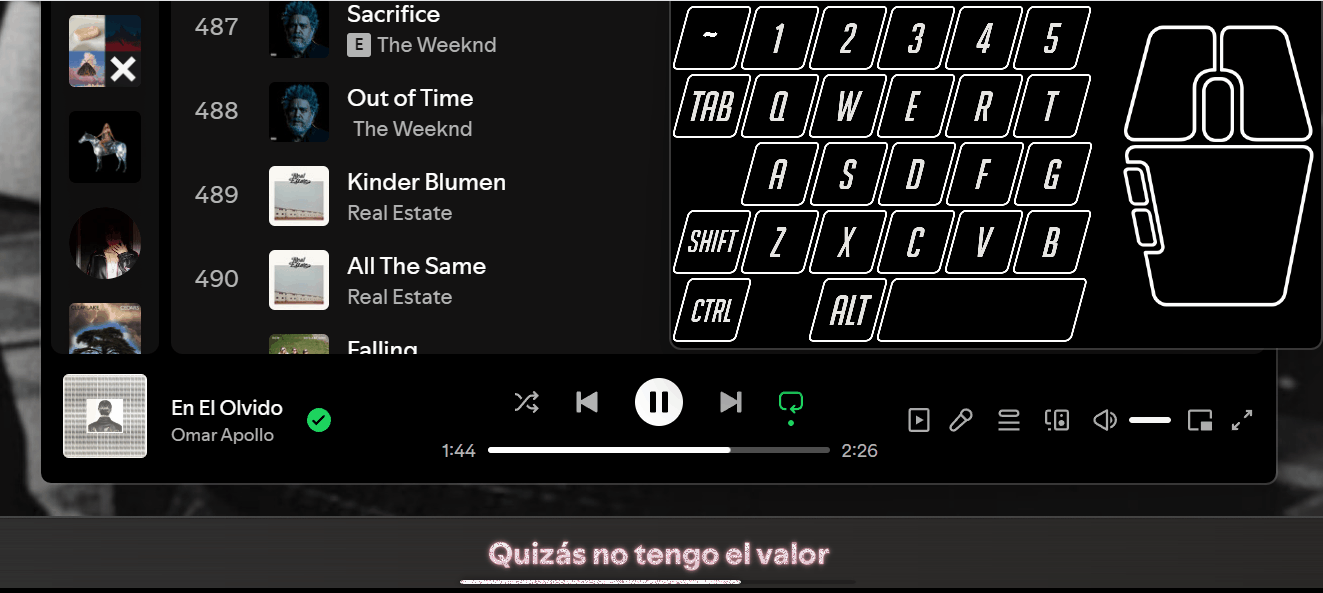 487
Sacrifice
E The Weeknd
488
Out of Time
The Weeknd
489
Kinder Blumen
Real Estate
490
All The Same
Real Estate
Falling
~ 1 2 3 4 5
TAB Q W E R T
A S D F G
SHIFT Z X C V B
CTRL ALT
En El Olvido
Omar Apollo
1:44
2:26
Quizás no tengo el valor